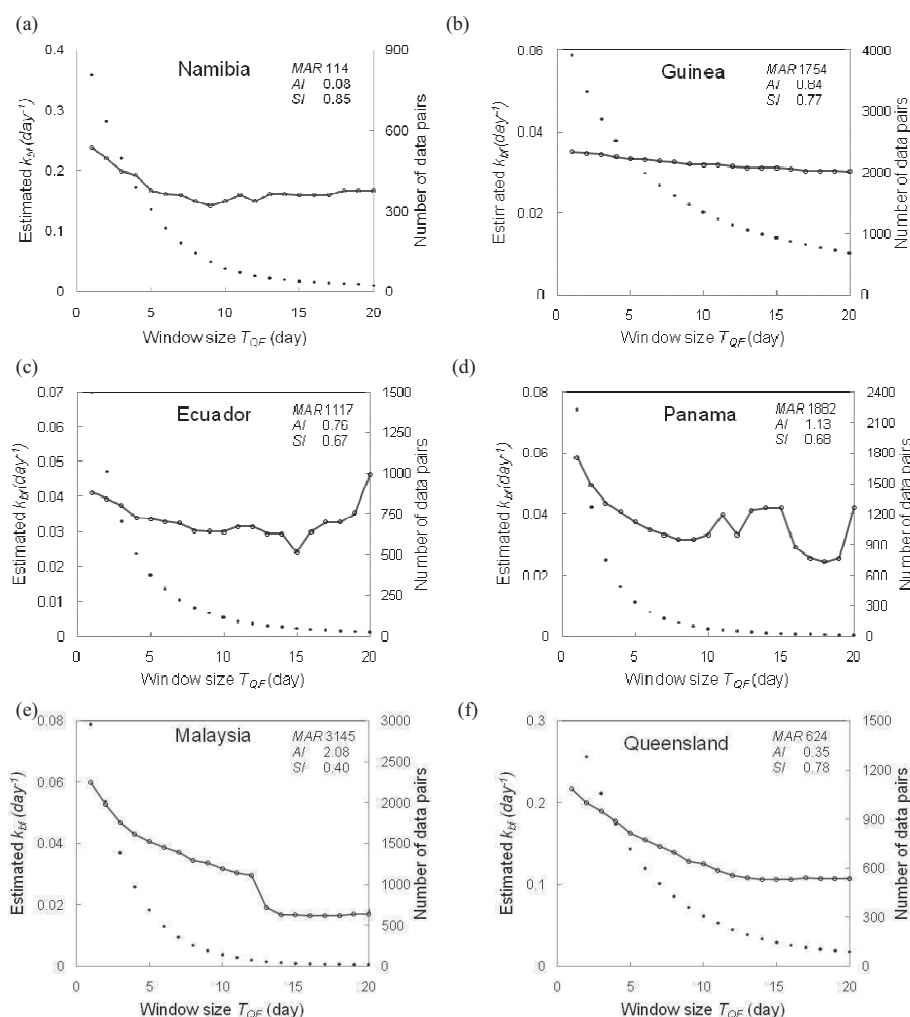 (a)
Namibia
MAR 114
AI 0.08
SI 0.85
Estimated kbf (day-1)
0.4
0.3
0.2
0.1
0
900
600
300
0
Number of data pairs
0 5 10 15 20
Window size TQF (day)
(b)
Guinea
MAR 1754
AI 0.84
SI 0.77
Estimated kbf (day-1)
0.06
0.04
0.02
0
4000
3000
2000
1000
0
Number of data pairs
0 5 10 15 20
Window size TQF (day)
(c)
Ecuador
MAR 1117
AI 0.76
SI 0.67
Estimated kbf (day-1)
0.07
0.06
0.05
0.04
0.03
0.02
0.01
0
1500
1250
1000
750
500
250
0
Number of data pairs
0 5 10 15 20
Window size TQF (day)
(d)
Panama
MAR 1882
AI 1.13
SI 0.68
Estimated kbf (day-1)
0.08
0.06
0.04
0.02
0
2400
2100
1800
1500
1200
900
600
300
0
Number of data pairs
0 5 10 15 20
Window size TQF (day)
(e)
Malaysia
MAR 3145
AI 2.08
SI 0.40
Estimated kbf (day-1)
0.08
0.06
0.04
0.02
0
3000
2500
2000
1500
1000
500
0
Number of data pairs
0 5 10 15 20
Window size TQF (day)
(f)
Queensland
MAR 624
AI 0.35
SI 0.78
Estimated kbf (day-1)
0.3
0.2
0.1
0
1500
1200
900
600
300
0
Number of data pairs
0 5 10 15 20
Window size TQF (day)